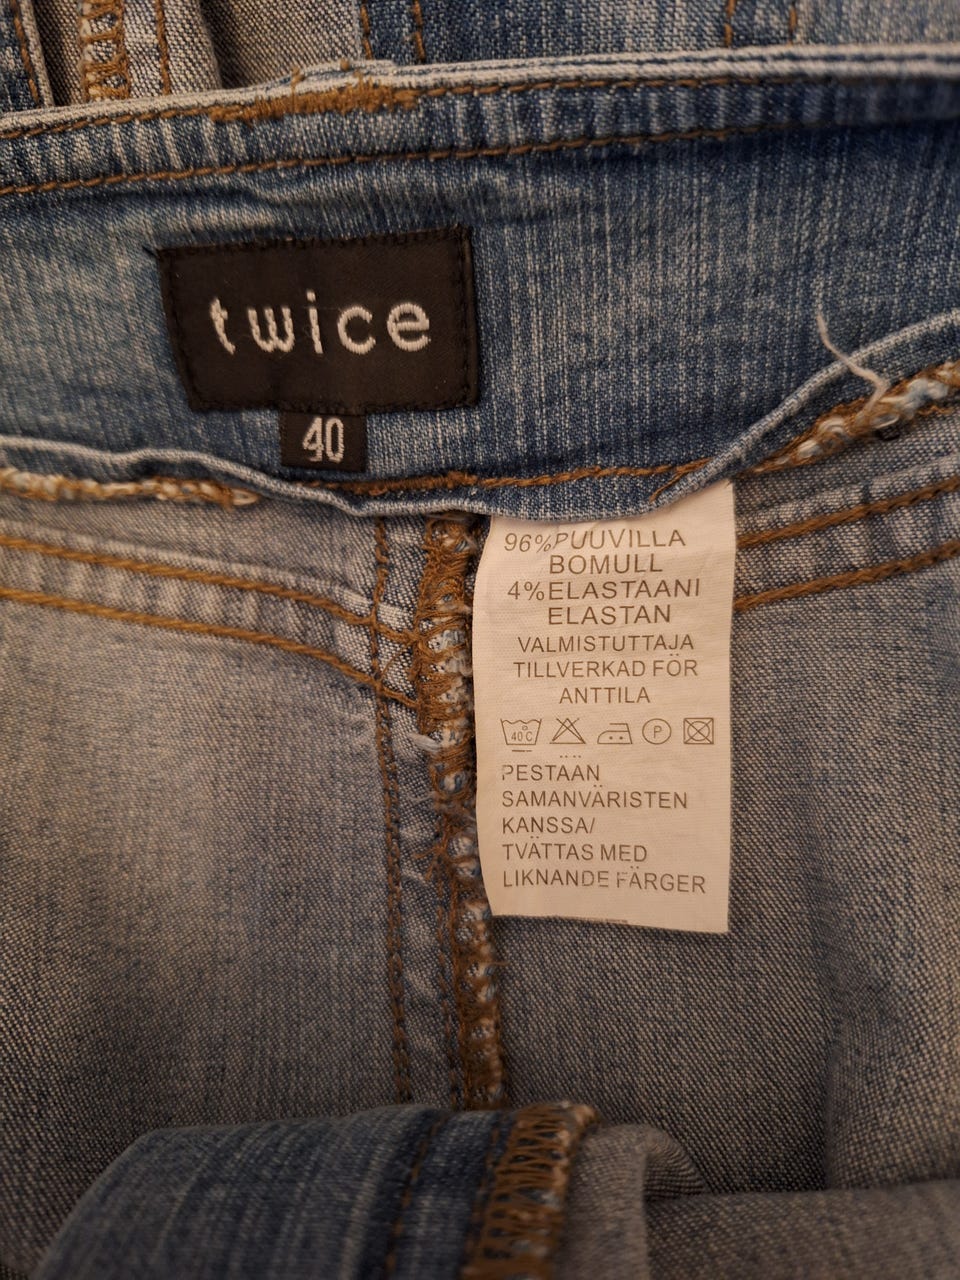 twice
40
96%PUUVILLA
BOMULL
4%ELASTAANI
ELASTAN
VALMISTUTTAJA
TILLVERKAD FÖR
ANTTILA
40°C P
PESTÄÄN
SAMANVÄRISTEN
KANSSA/
TVÄTTAS MED
LIKNANDE FÄRGER